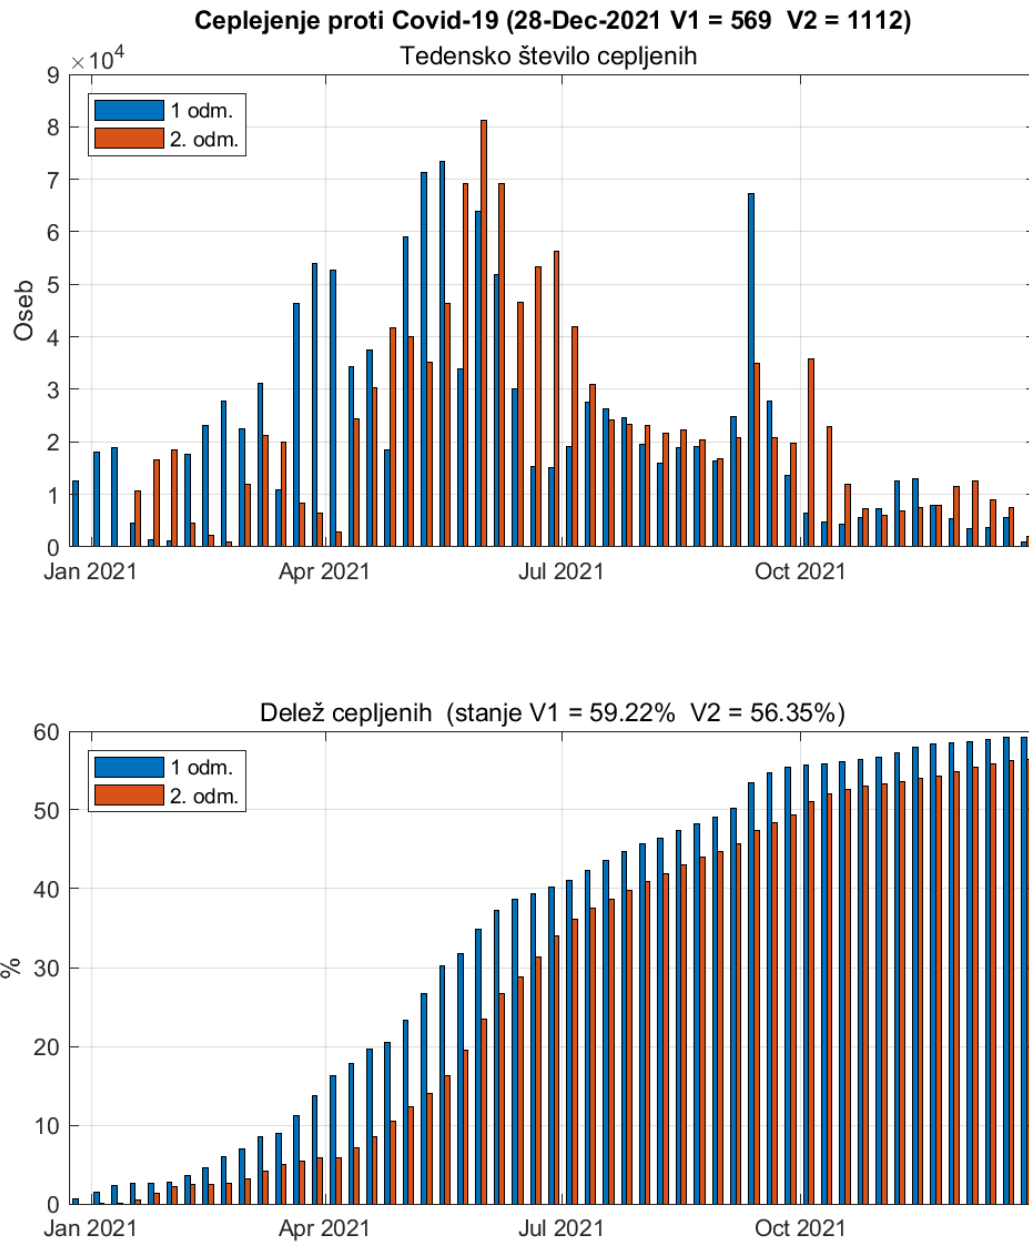 Ceplejenje proti Covid-19 (28-Dec-2021 V1 = 569 V2 = 1112)
×10⁴
Tedensko število cepljenih
9
1 odm.
2. odm.
8
7
6
5
4
3
2
1
0
Oseb
Jan 2021 Apr 2021 Jul 2021 Oct 2021
Delež cepljenih (stanje V1 = 59.22% V2 = 56.35%)
60
1 odm.
2. odm.
50
40
30
20
10
0
%
Jan 2021 Apr 2021 Jul 2021 Oct 2021